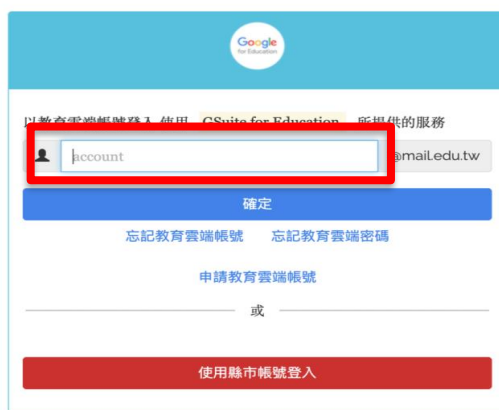 Google
for Education
以教育雲端帳號登入 使用 GSuite for Education 所提供的服務
account @mail.edu.tw
確定
忘記教育雲端帳號 忘記教育雲端密碼
申請教育雲端帳號
或
使用縣市帳號登入